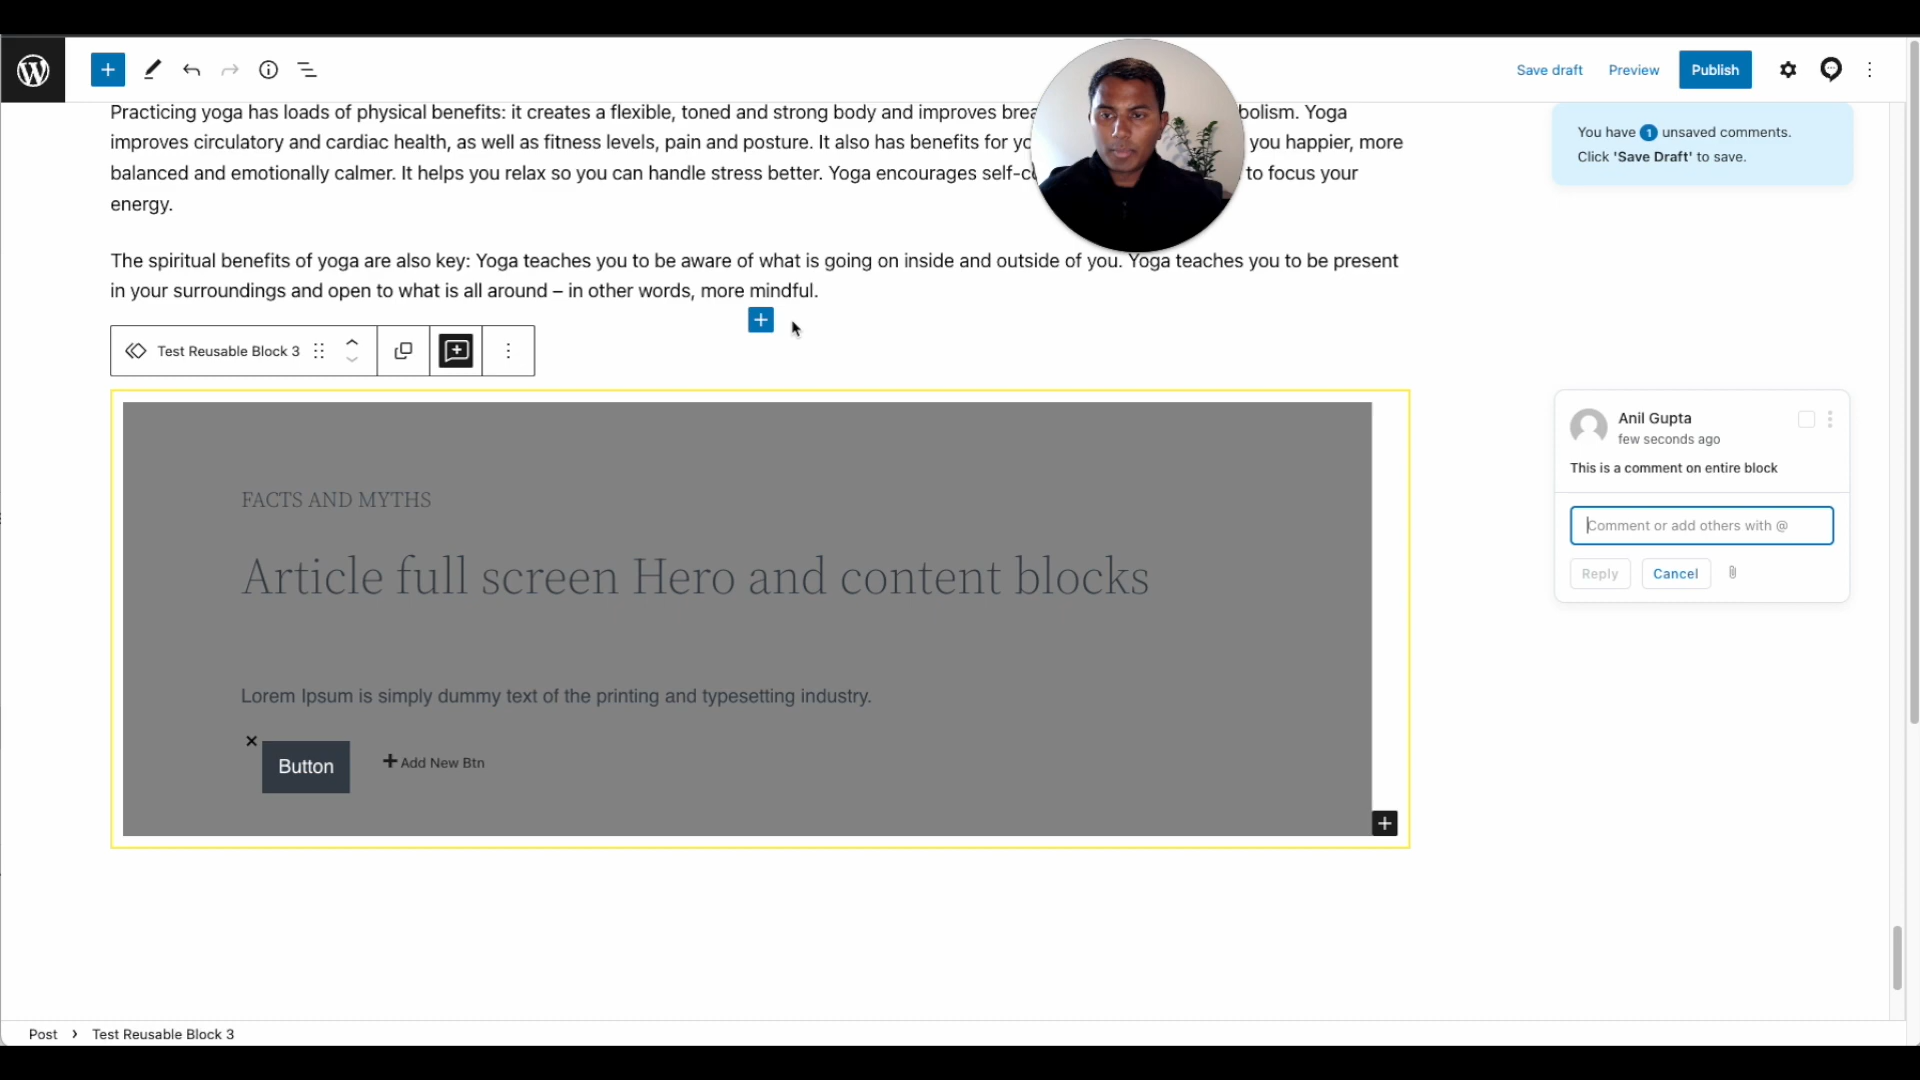 Save draft Preview Publish
Practicing yoga has loads of physical benefits: it creates a flexible, toned and strong body and improves brea bolism. Yoga
improves circulatory and cardiac health, as well as fitness levels, pain and posture. It also has benefits for yo you happier, more
balanced and emotionally calmer. It helps you relax so you can handle stress better. Yoga encourages self-c to focus your
energy.
The spiritual benefits of yoga are also key: Yoga teaches you to be aware of what is going on inside and outside of you. Yoga teaches you to be present
in your surroundings and open to what is all around – in other words, more mindful.
You have 1 unsaved comments.
Click 'Save Draft' to save.
Test Reusable Block 3
FACTS AND MYTHS
Article full screen Hero and content blocks
Lorem Ipsum is simply dummy text of the printing and typesetting industry.
Button
Add New Btn
Anil Gupta
few seconds ago
This is a comment on entire block
Comment or add others with @
Reply Cancel
Post › Test Reusable Block 3